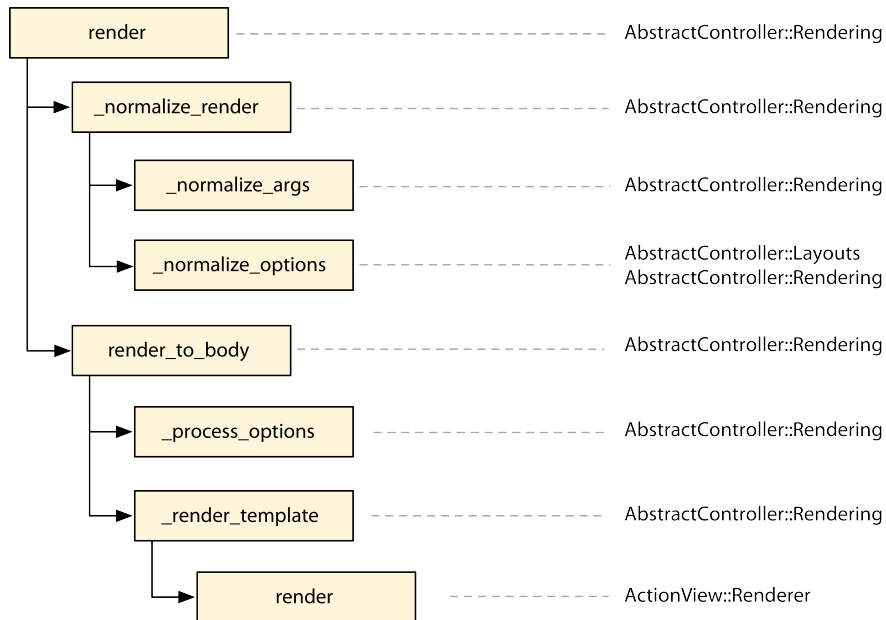 render AbstractController::Rendering
_normalize_render AbstractController::Rendering
_normalize_args AbstractController::Rendering
_normalize_options AbstractController::Layouts
AbstractController::Rendering
render_to_body AbstractController::Rendering
_process_options AbstractController::Rendering
_render_template AbstractController::Rendering
render ActionView::Renderer